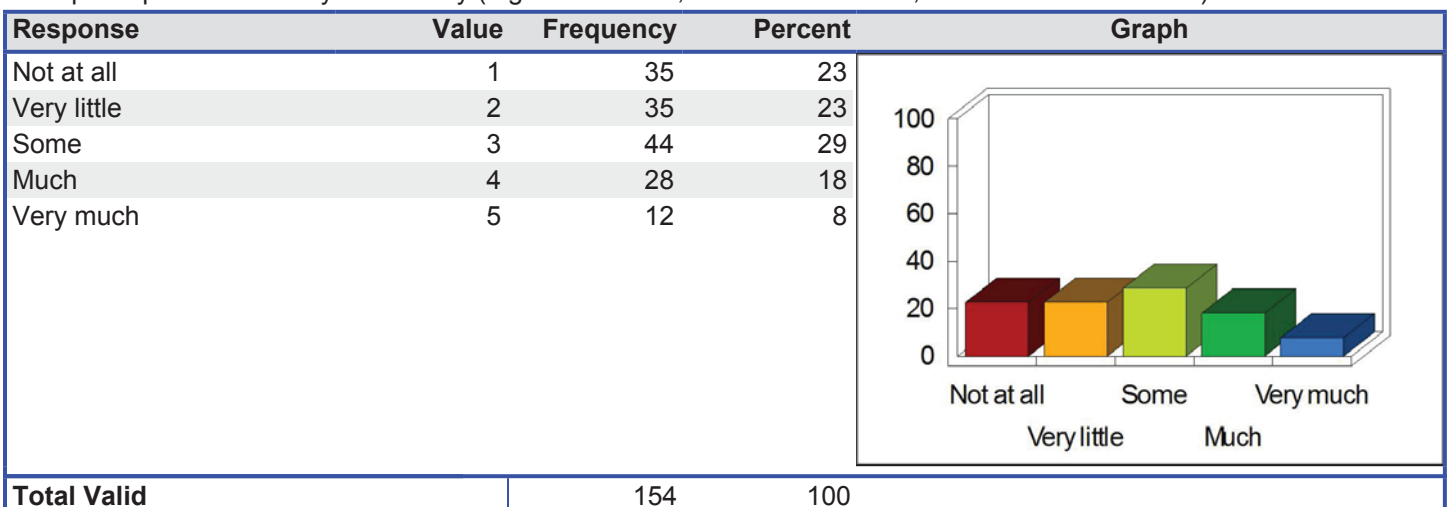 Response Value Frequency Percent Graph
Not at all 1 35 23
Very little 2 35 23
Some 3 44 29
Much 4 28 18
Very much 5 12 8
100
80
60
40
20
0
Not at all Some Very much
Very little Much
Total Valid 154 100